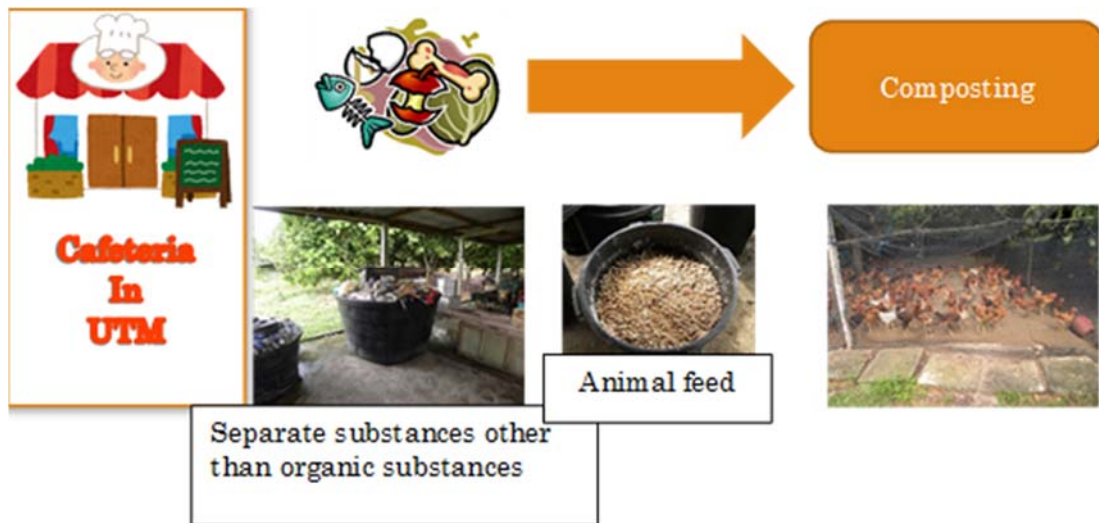 Cafeteria
In
UTM
Composting
Animal feed
Separate substances other
than organic substances